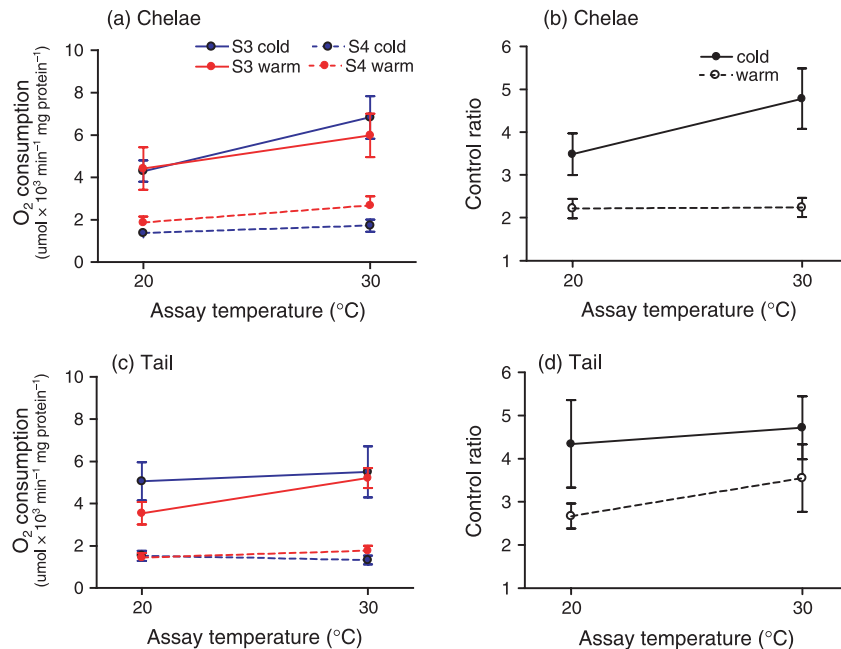 (a) Chelae
S3 cold
S4 cold
S3 warm
S4 warm
O₂ consumption
(umol × 10³ min⁻¹ mg protein⁻¹)
10
8
6
4
2
0
20
30
Assay temperature (°C)
(b) Chelae
cold
warm
Control ratio
6
5
4
3
2
1
20
30
Assay temperature (°C)
(c) Tail
O₂ consumption
(umol × 10³ min⁻¹ mg protein⁻¹)
10
8
6
4
2
0
20
30
Assay temperature (°C)
(d) Tail
Control ratio
6
5
4
3
2
1
20
30
Assay temperature (°C)